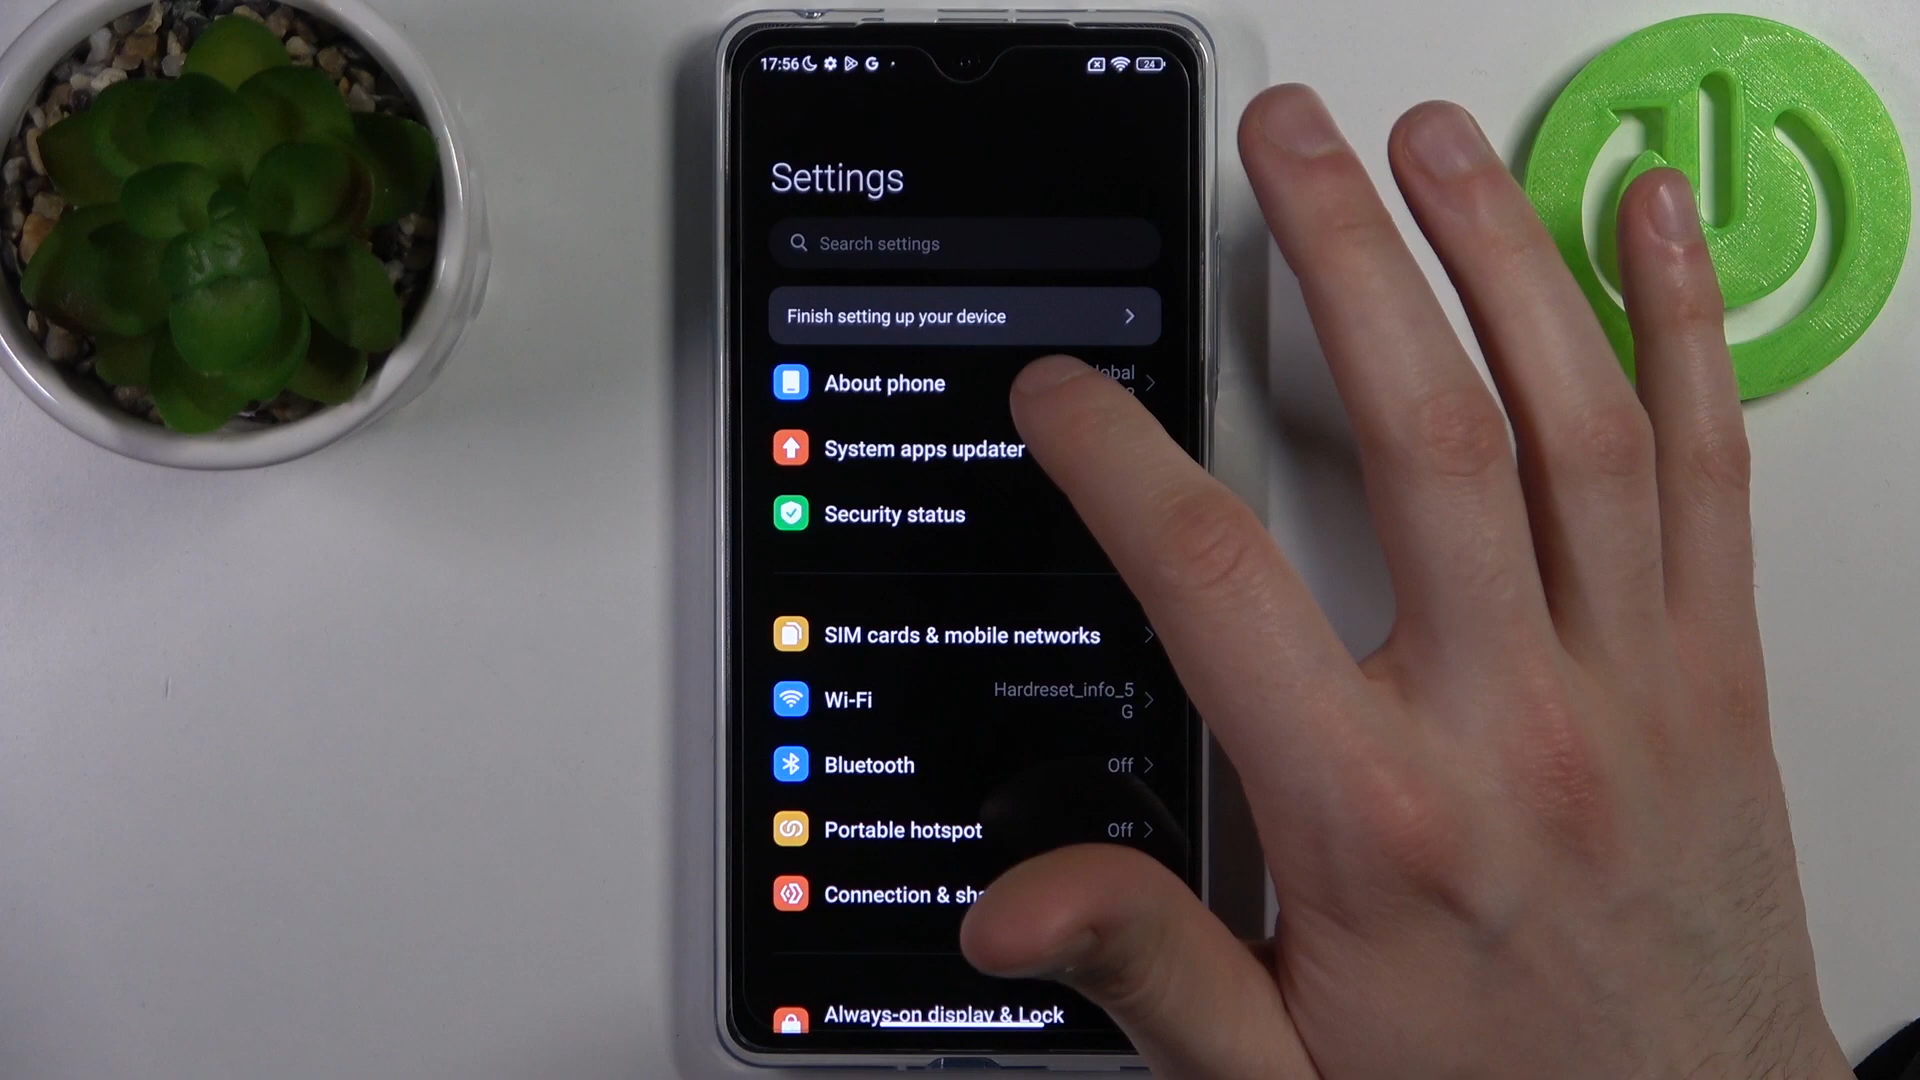 17:56 24
Settings
Search settings
Finish setting up your device
About phone
System apps updater
Security status
SIM cards & mobile networks
Wi-Fi Hardreset_info_5
G
Bluetooth Off
Portable hotspot Off
Connection &
Always-on display & Lock